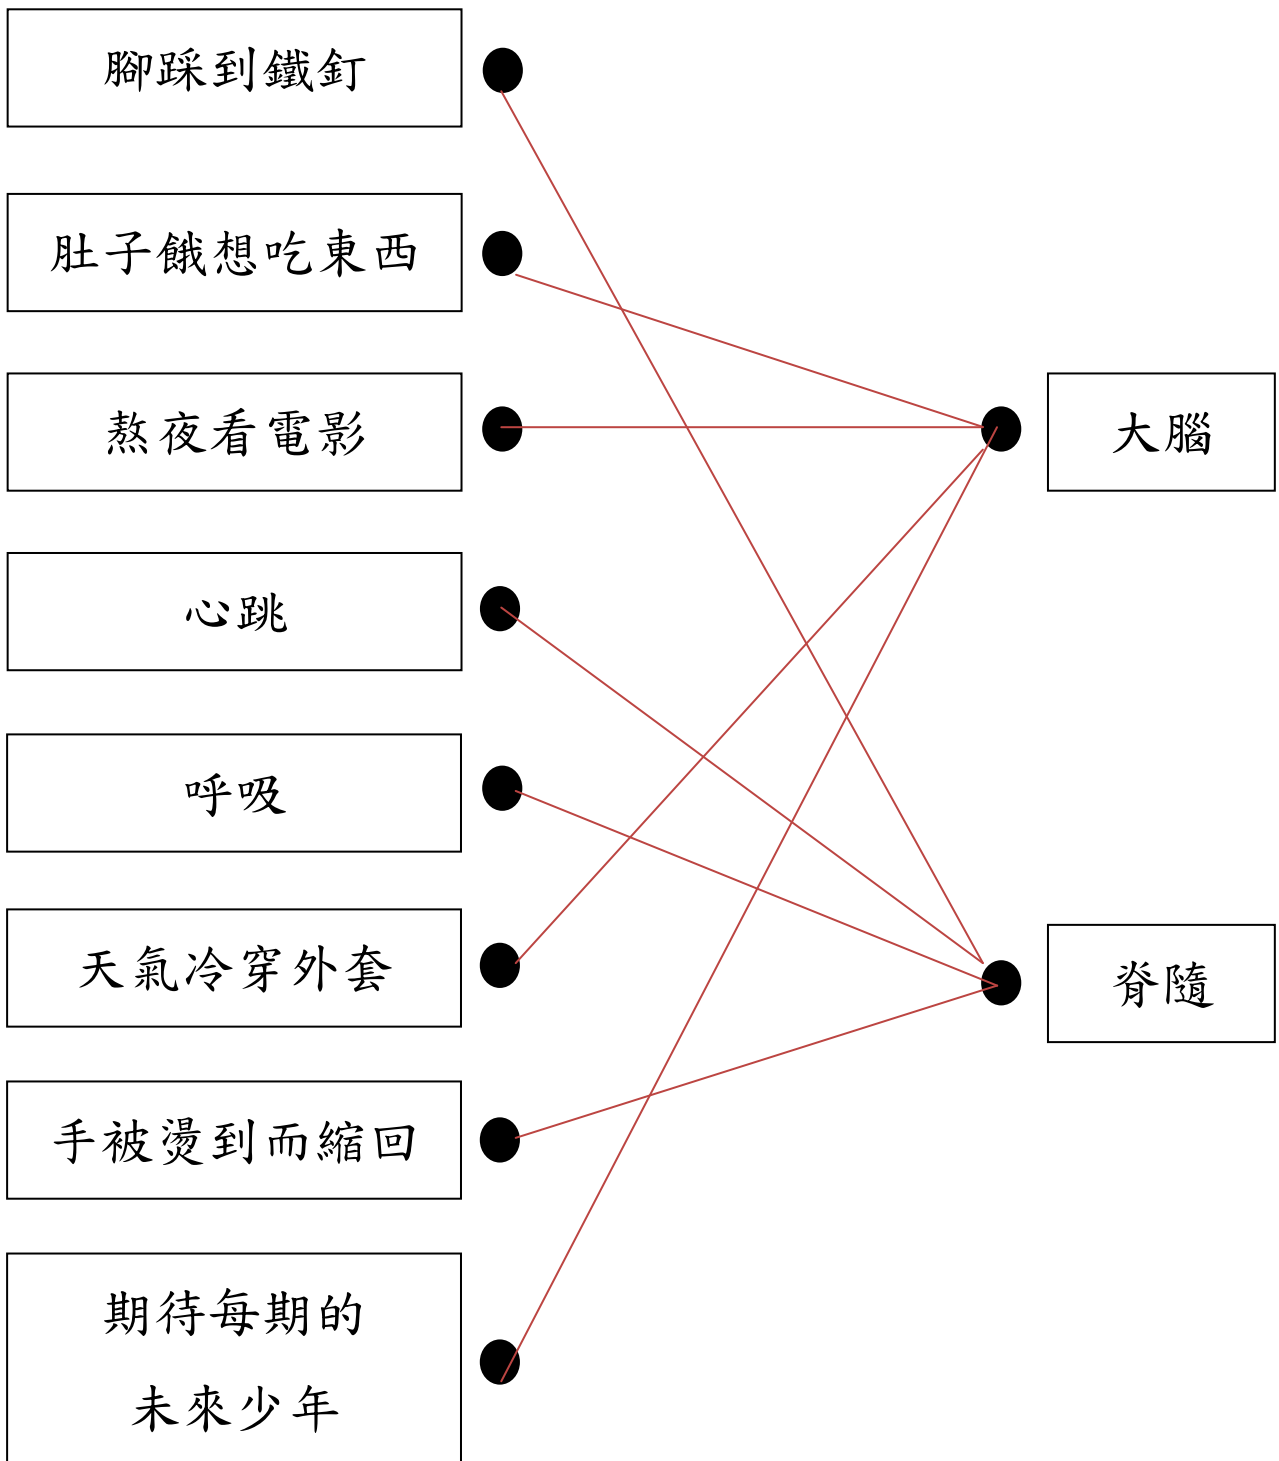 腳踩到鐵釘
肚子餓想吃東西
熬夜看電影
大腦
心跳
呼吸
天氣冷穿外套
脊隨
手被燙到而縮回
期待每期的
未來少年